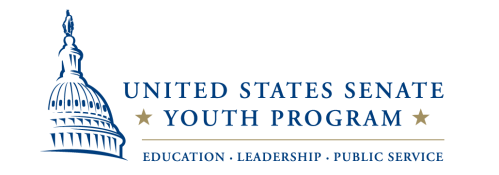 UNITED STATES SENATE
★ YOUTH PROGRAM ★
EDUCATION · LEADERSHIP · PUBLIC SERVICE